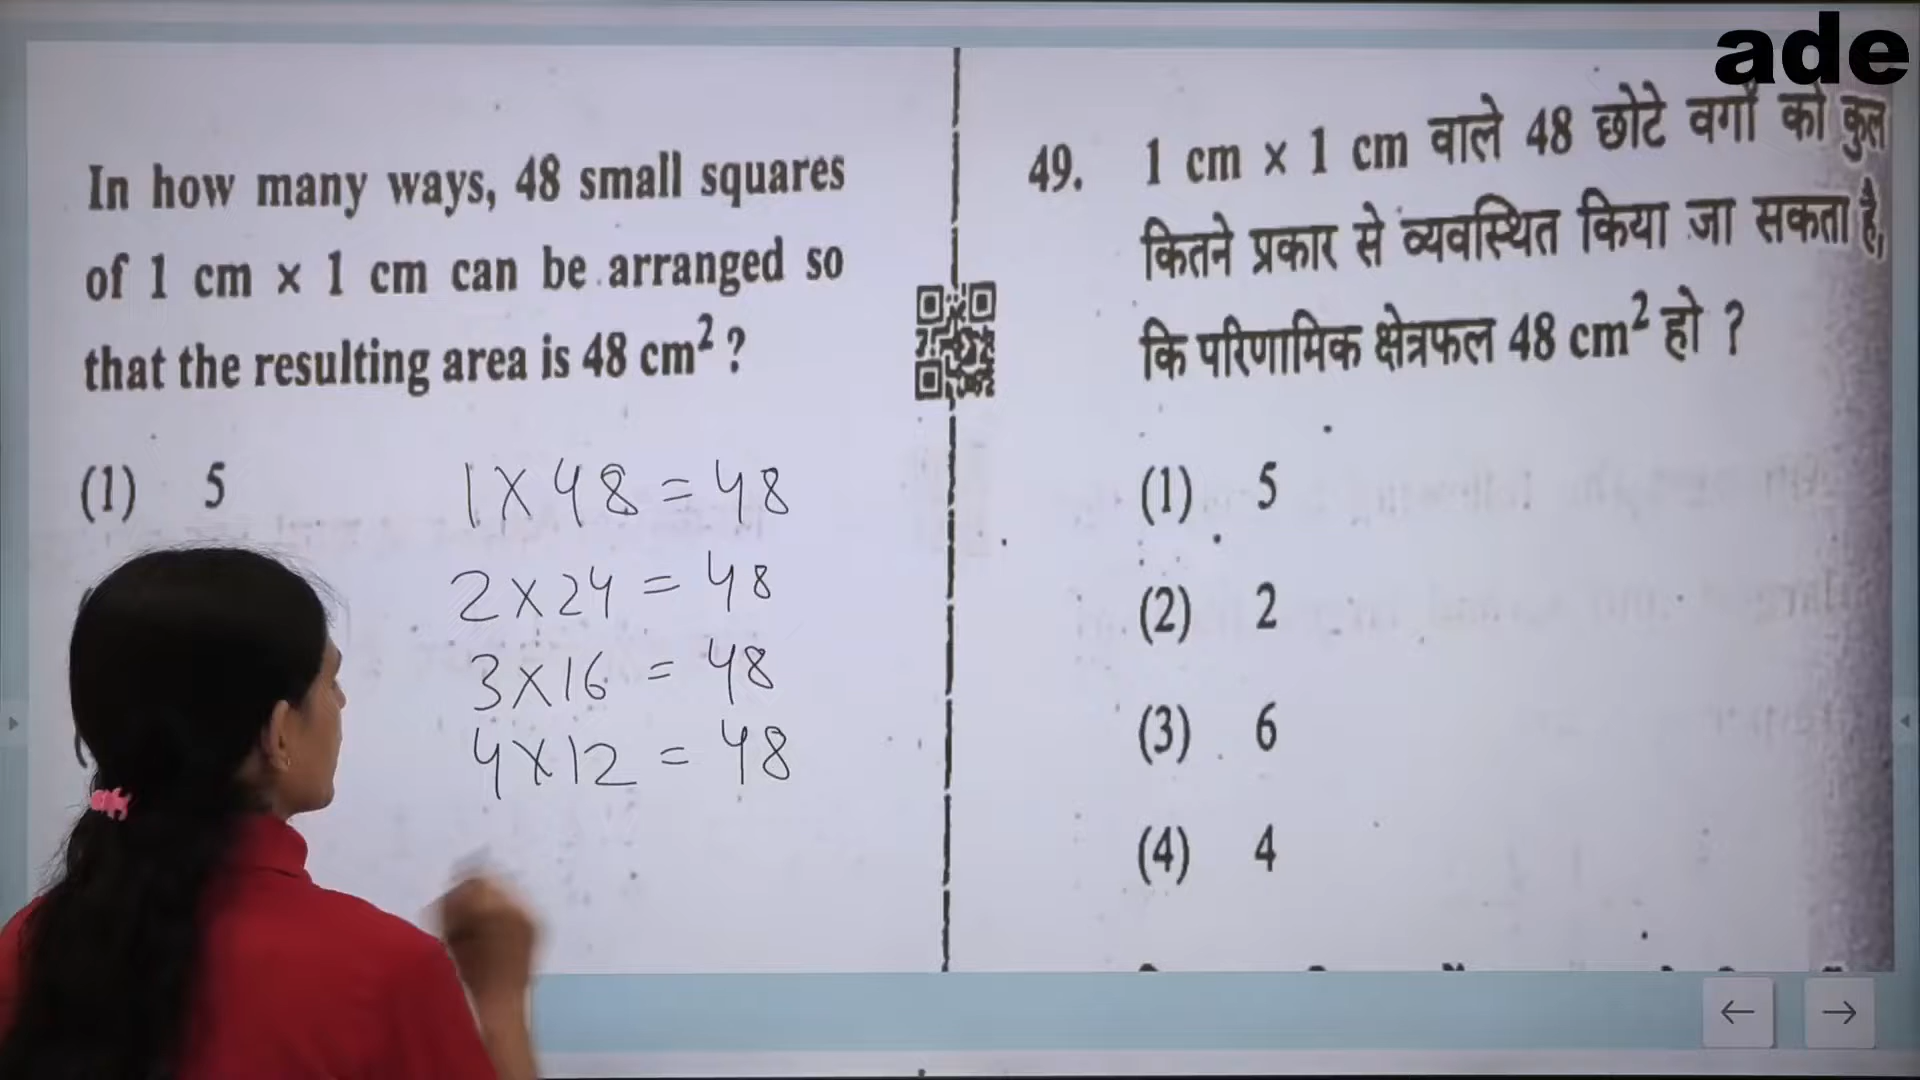 ade
In how many ways, 48 small squares
of 1 cm × 1 cm can be arranged so
that the resulting area is 48 cm² ?
(1) 5
1 × 48 = 48
2 × 24 = 48
3 × 16 = 48
4 × 12 = 48
49. 1 cm × 1 cm वाले 48 छोटे वर्गों को कुल
कितने प्रकार से व्यवस्थित किया जा सकता है,
कि परिणामिक क्षेत्रफल 48 cm² हो ?
(1) 5
(2) 2
(3) 6
(4) 4